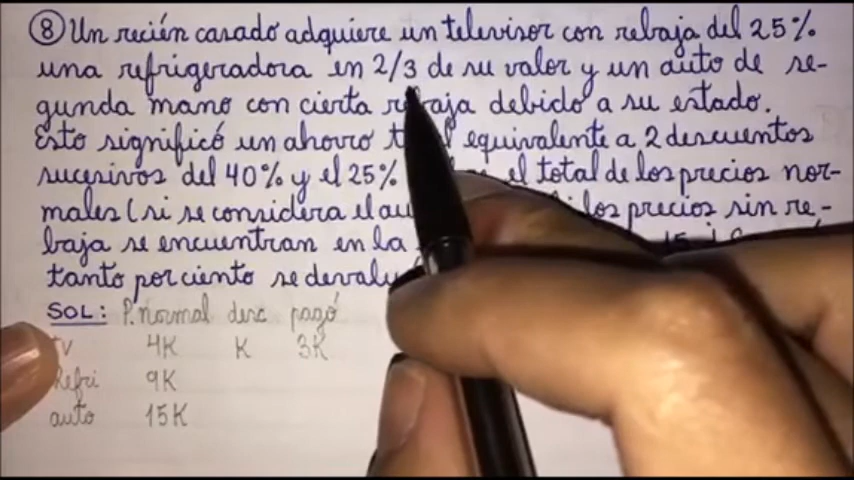 ⑧ Un recién casado adquiere un televisor con rebaja del 25%
una refrigeradora en 2/3 de su valor y un auto de se-
gunda mano con cierta rebaja debido a su estado.
Esto significó un ahorro equivalente a 2 descuentos
sucesivos del 40% y el 25% el total de los precios nor-
males (si se considera el los precios sin re-
baja se encuentran en la 15
tanto por ciento se
SOL: P. normal desc pagó
tv 4K K 3K
Refri 9K
auto 15K